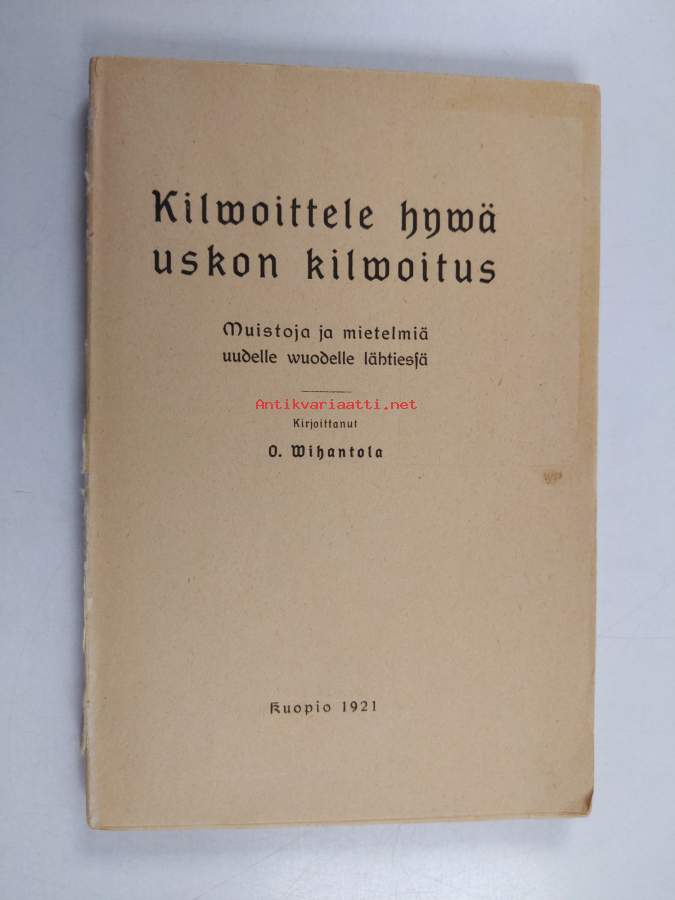 Kilwoittele hywä
uskon kilwoitus
Muistoja ja mietelmiä
uudelle wuodelle lähtiesſä
Antikvariaatti.net
Kirjoittanut
O. Wihantola
Kuopio 1921